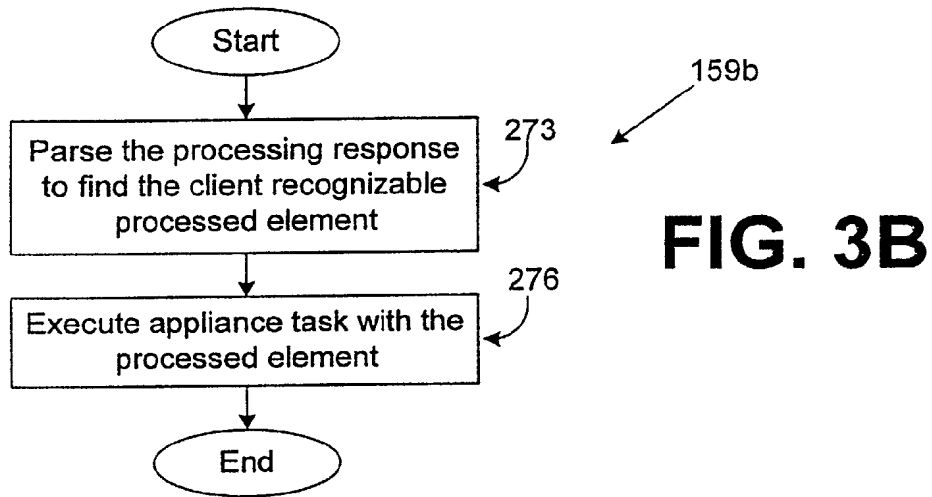 Start
159b
273
Parse the processing response
to find the client recognizable
processed element
FIG. 3B
276
Execute appliance task with the
processed element
End